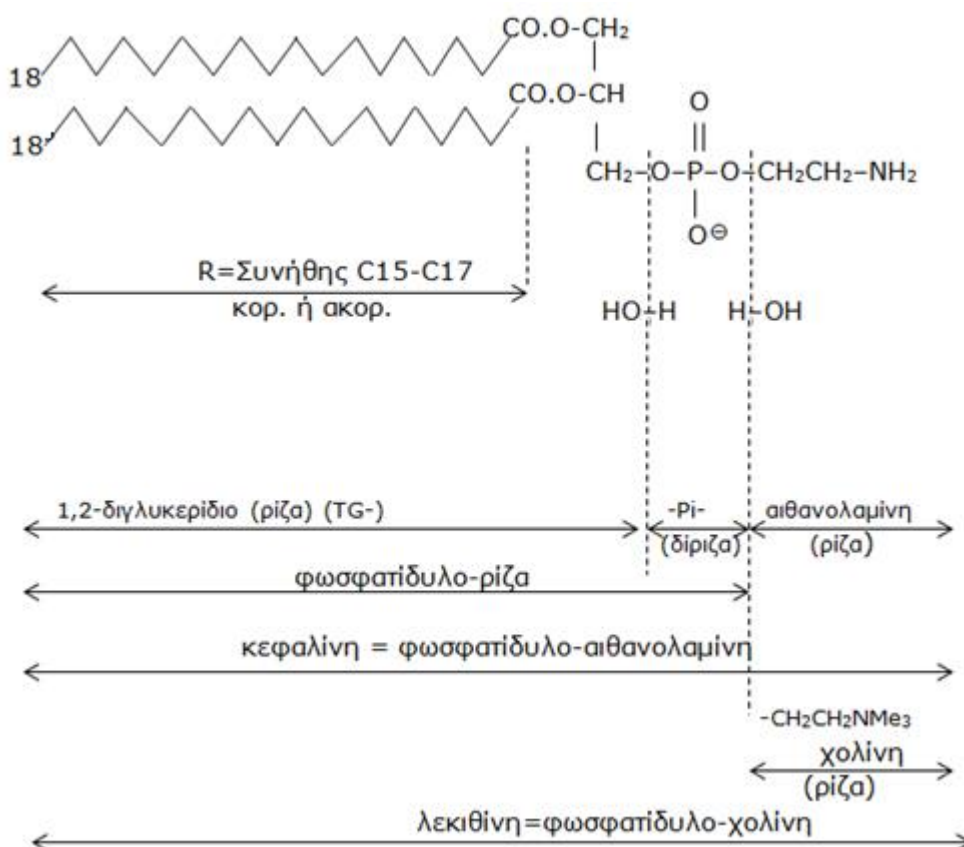 CO.O-CH2
18
CO.O-CH
18'
O
CH2-O-P-O-CH2CH2-NH2
O⊖
R=Συνήθης C15-C17
κορ. ή ακορ.
HO-H H-OH
1,2-διγλυκερίδιο (ρίζα) (TG-) -Pi- αιθανολαμίνη
(δίριζα) (ρίζα)
φωσφατίδυλο-ρίζα
κεφαλίνη = φωσφατίδυλο-αιθανολαμίνη
-CH2CH2NMe3
χολίνη
(ρίζα)
λεκιθίνη=φωσφατίδυλο-χολίνη